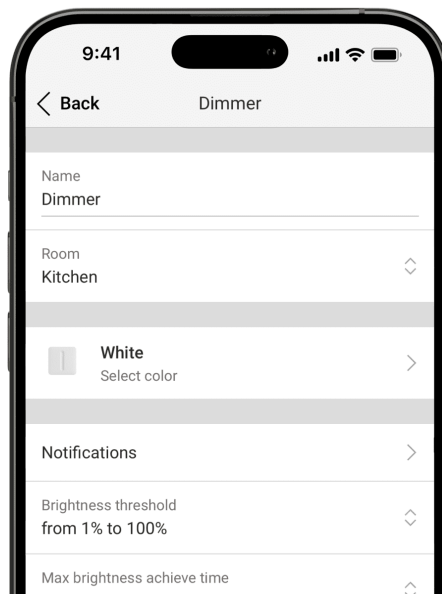 9:41
Back
Dimmer
Name
Dimmer
Room
Kitchen
White
Select color
Notifications
Brightness threshold
from 1% to 100%
Max brightness achieve time